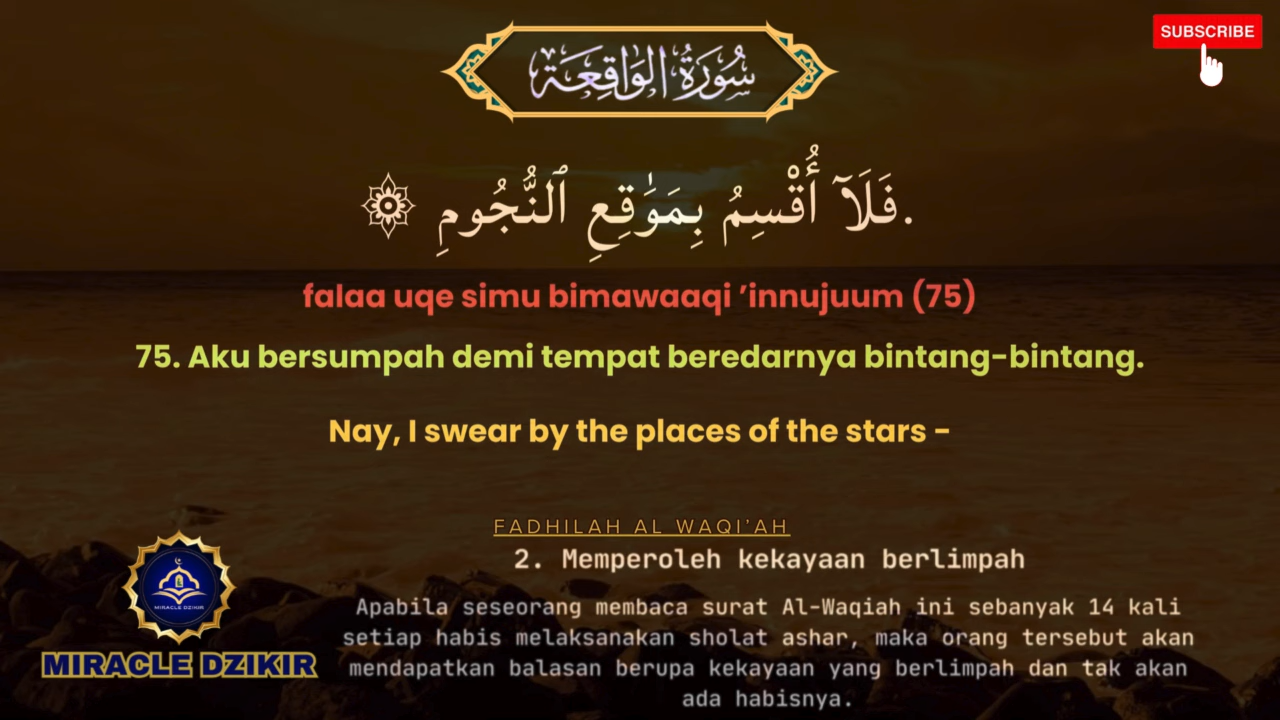 SUBSCRIBE
سُورَةُ الوَاقِعَة
.فَلَآ أُقْسِمُ بِمَوَٰقِعِ ٱلنُّجُومِ
falaa uqe simu bimawaaqi ’innujuum (75)
75. Aku bersumpah demi tempat beredarnya bintang-bintang.
Nay, I swear by the places of the stars -
FADHILAH AL WAQI'AH
2. Memperoleh kekayaan berlimpah
Apabila seseorang membaca surat Al-Waqiah ini sebanyak 14 kali
setiap habis melaksanakan sholat ashar, maka orang tersebut akan
mendapatkan balasan berupa kekayaan yang berlimpah dan tak akan
ada habisnya.
MIRACLE DZIKIR
MIRACLE DZIKIR